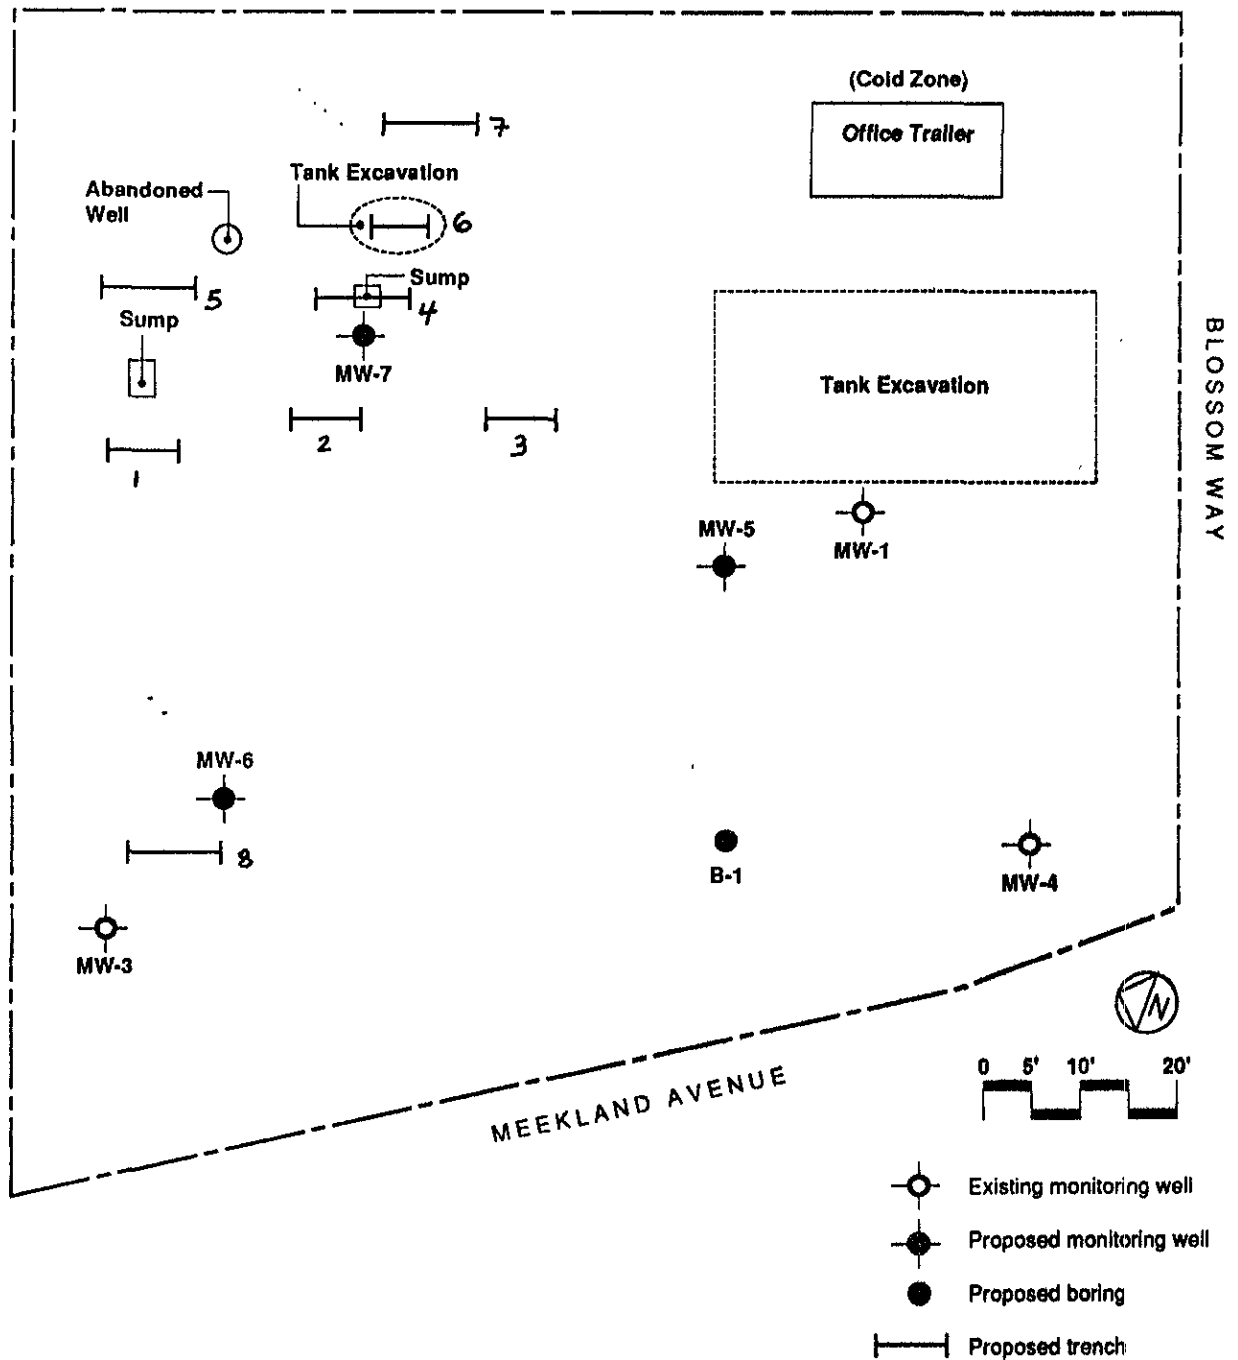 (Cold Zone)
Office Trailer
7
Tank Excavation
Abandoned
Well
6
Sump
5
4
Sump
MW-7
Tank Excavation
BLOSSOM WAY
2
3
1
MW-5
MW-1
MW-6
8
B-1
MW-4
MW-3
N
0 5' 10' 20'
MEEKLAND AVENUE
Existing monitoring well
Proposed monitoring well
Proposed boring
Proposed trench